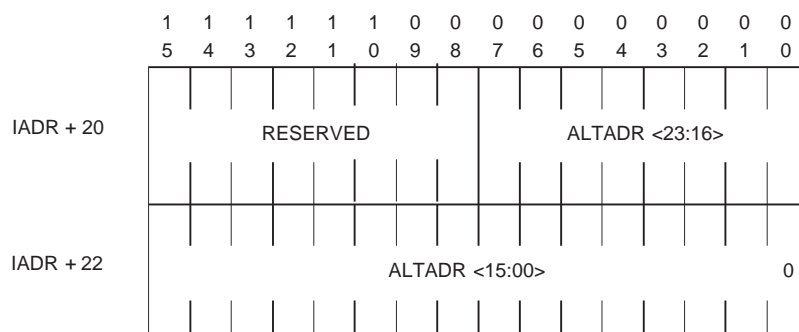 1 1 1 1 1 1 0 0 0 0 0 0 0 0 0 0
5 4 3 2 1 0 9 8 7 6 5 4 3 2 1 0
IADR + 20 RESERVED ALTADR <23:16>
IADR + 22 ALTADR <15:00> 0